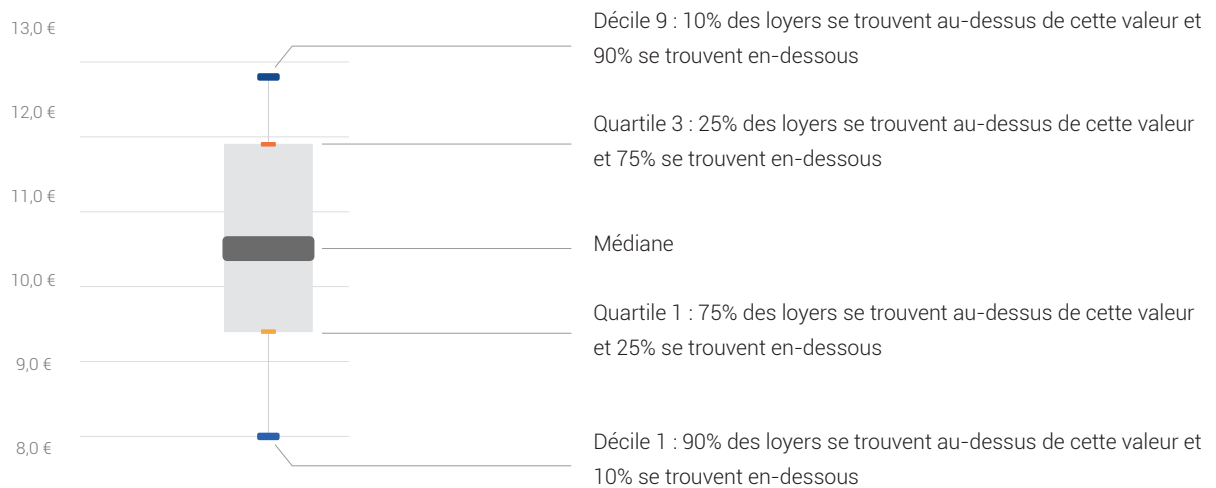 13,0 €
12,0 €
11,0 €
10,0 €
9,0 €
8,0 €
Décile 9 : 10% des loyers se trouvent au-dessus de cette valeur et
90% se trouvent en-dessous
Quartile 3 : 25% des loyers se trouvent au-dessus de cette valeur
et 75% se trouvent en-dessous
Médiane
Quartile 1 : 75% des loyers se trouvent au-dessus de cette valeur
et 25% se trouvent en-dessous
Décile 1 : 90% des loyers se trouvent au-dessus de cette valeur et
10% se trouvent en-dessous